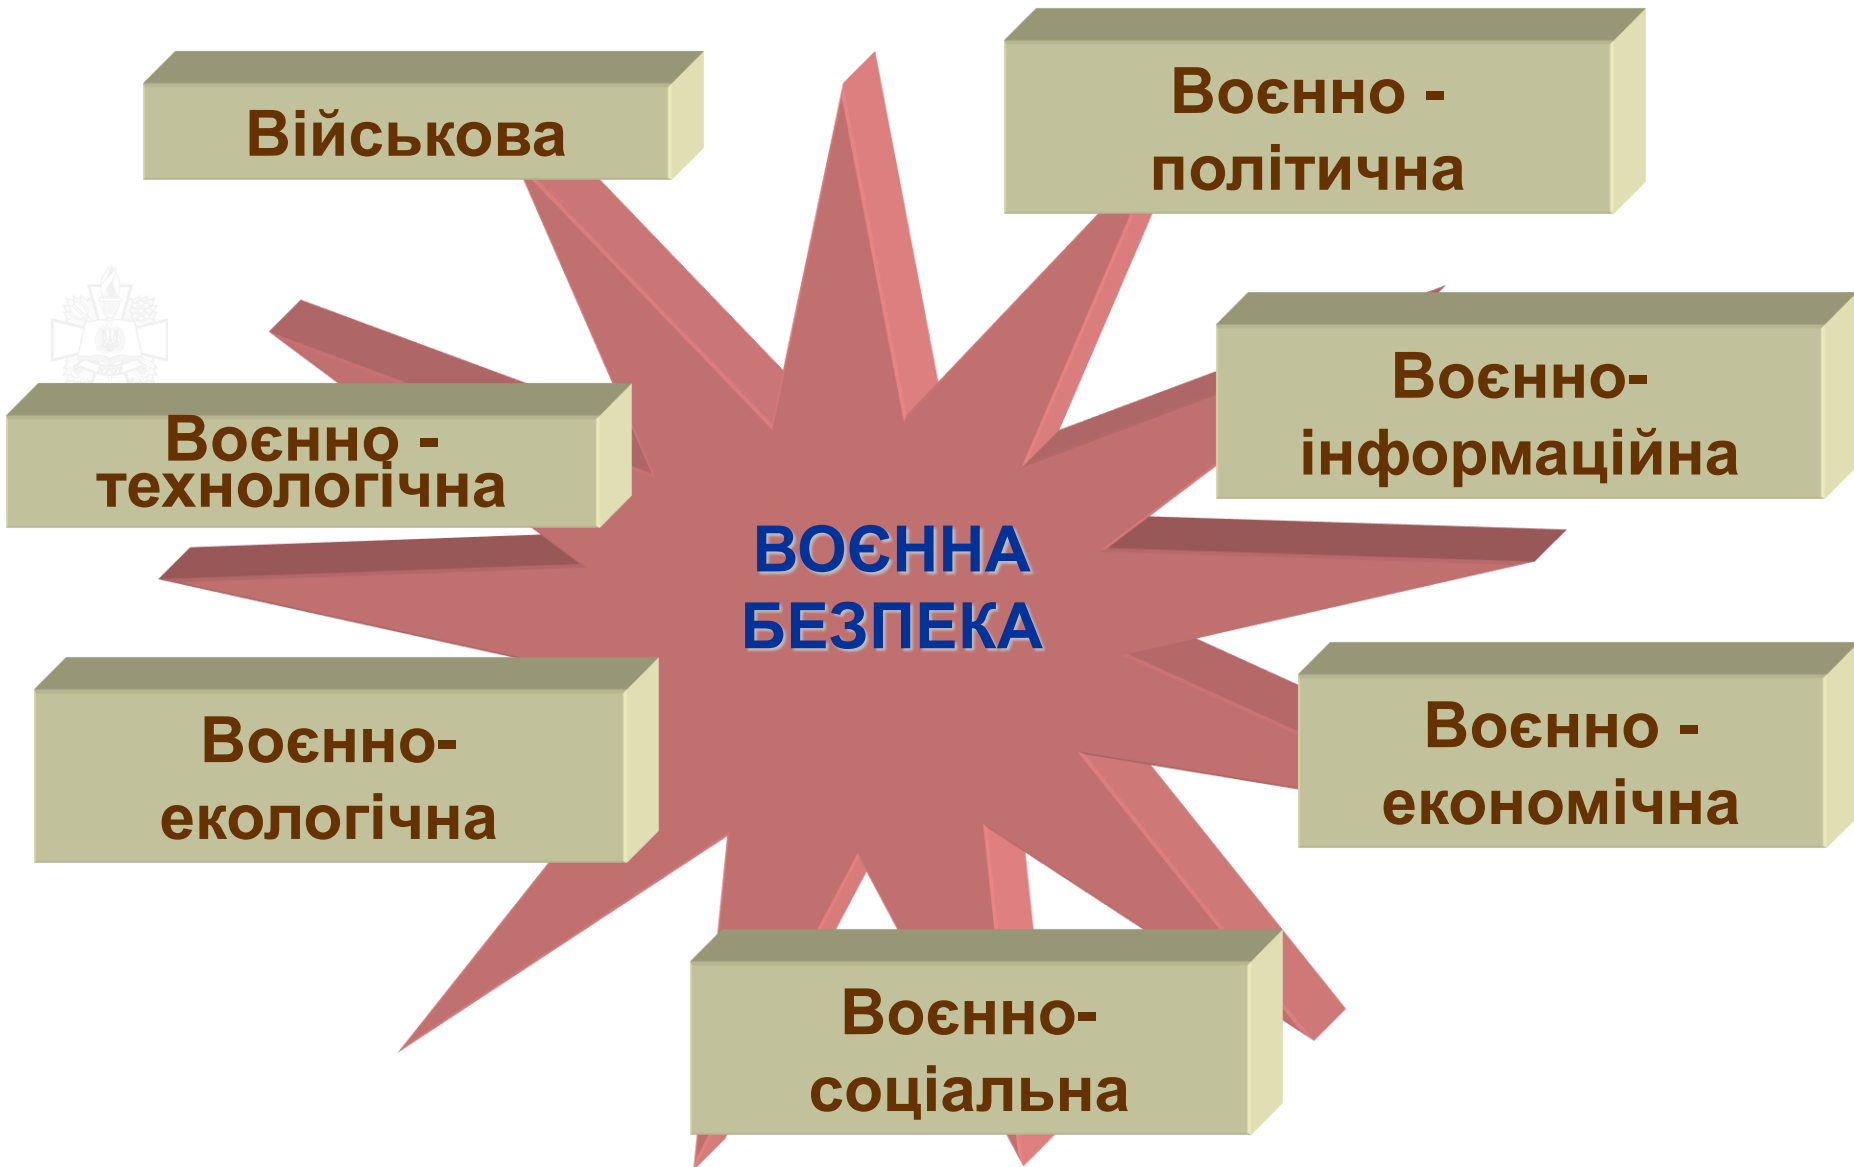 Військова
Воєнно -
політична
Воєнно-
інформаційна
Воєнно -
технологічна
ВОЄННА
БЕЗПЕКА
Воєнно-
екологічна
Воєнно -
економічна
Воєнно-
соціальна